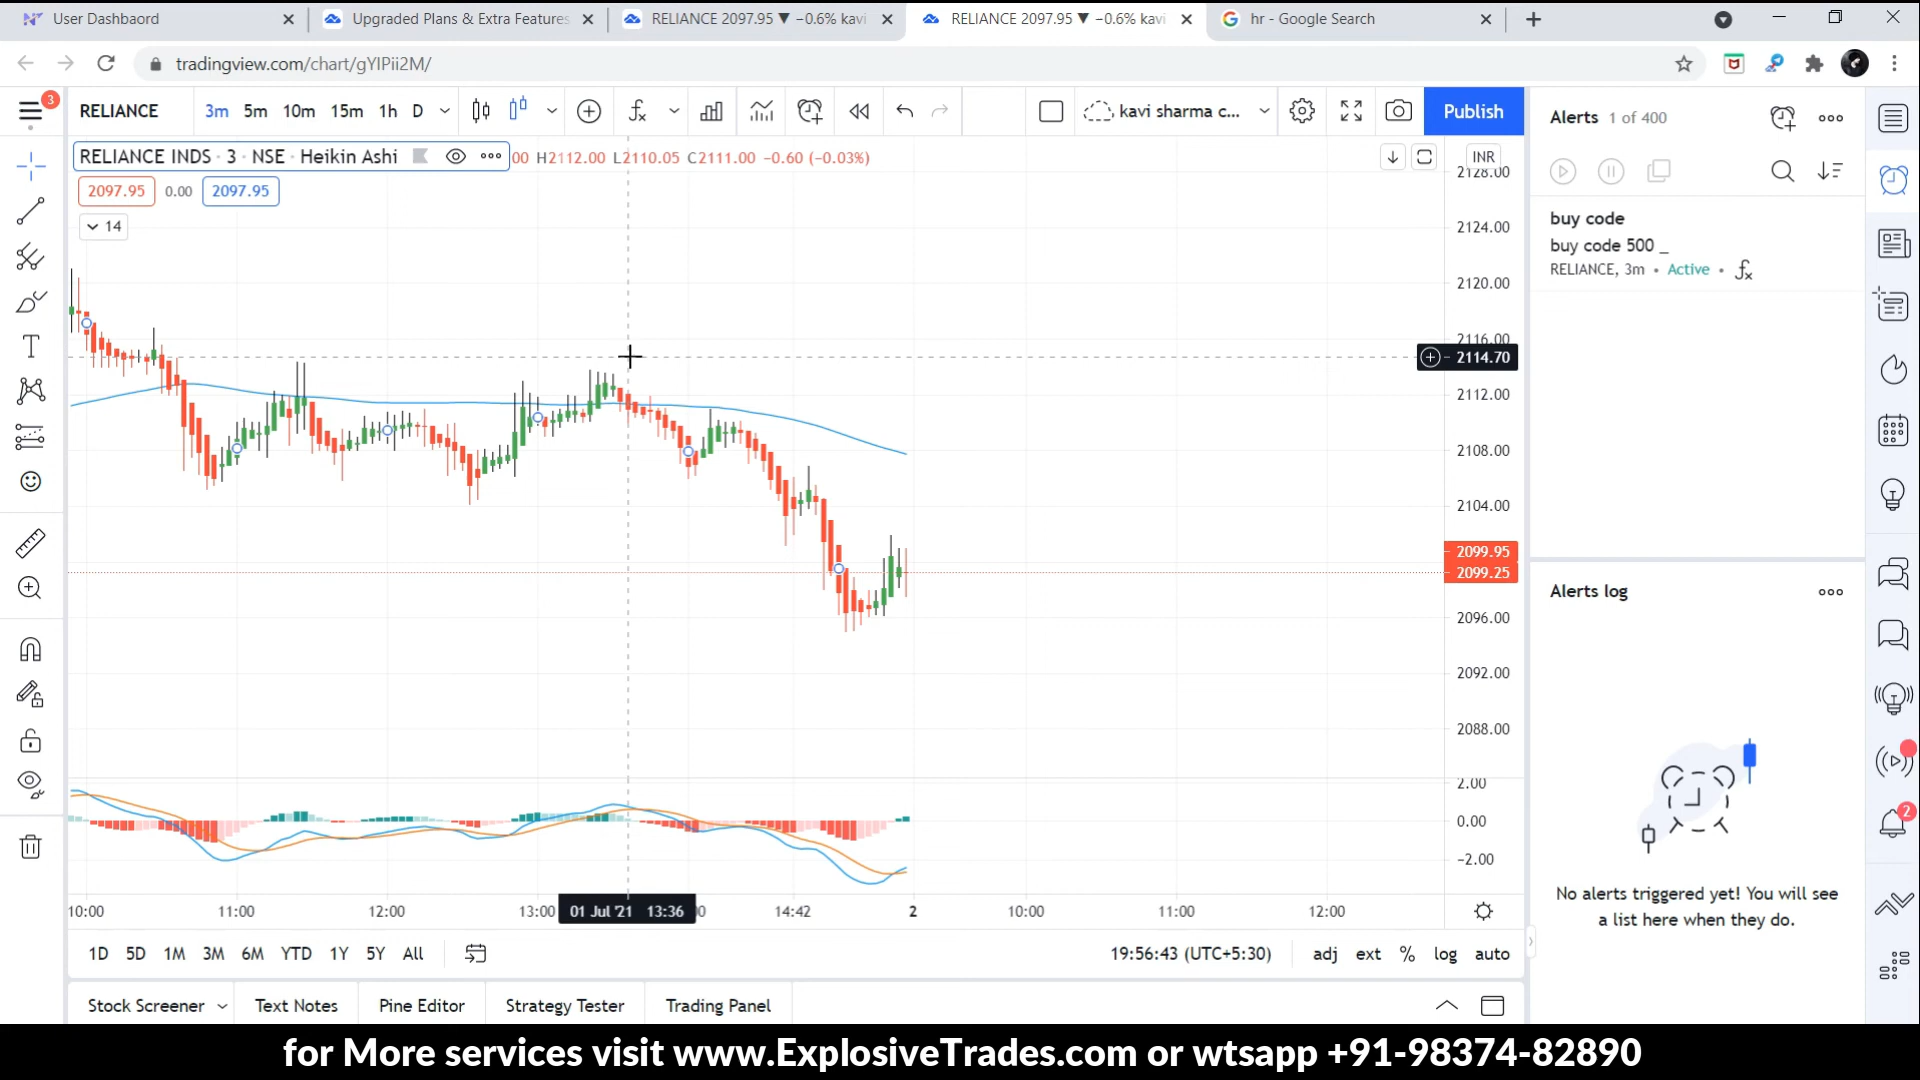 User Dashbaord
Upgraded Plans & Extra Features
RELIANCE 2097.95 ▼ −0.6% kavi
RELIANCE 2097.95 ▼ −0.6% kavi
hr - Google Search
tradingview.com/chart/gYlPii2M/
3
RELIANCE 3m 5m 10m 15m 1h D
kavi sharma c...
Publish
RELIANCE INDS · 3 · NSE · Heikin Ashi
00 H2112.00 L2110.05 C2111.00 −0.60 (−0.03%)
2097.95 0.00 2097.95
14
INR
2128.00
2124.00
2120.00
2116.00
2114.70
2112.00
2108.00
2104.00
2099.95
2099.25
2096.00
2092.00
2088.00
2.00
0.00
−2.00
10:00 11:00 12:00 13:00 01 Jul '21 13:36 14:42 2 10:00 11:00 12:00
1D 5D 1M 3M 6M YTD 1Y 5Y All
19:56:43 (UTC+5:30) adj ext % log auto
Stock Screener Text Notes Pine Editor Strategy Tester Trading Panel
Alerts 1 of 400
buy code
buy code 500 _
RELIANCE, 3m • Active •
Alerts log
No alerts triggered yet! You will see
a list here when they do.
2
for More services visit www.ExplosiveTrades.com or wtsapp +91-98374-82890